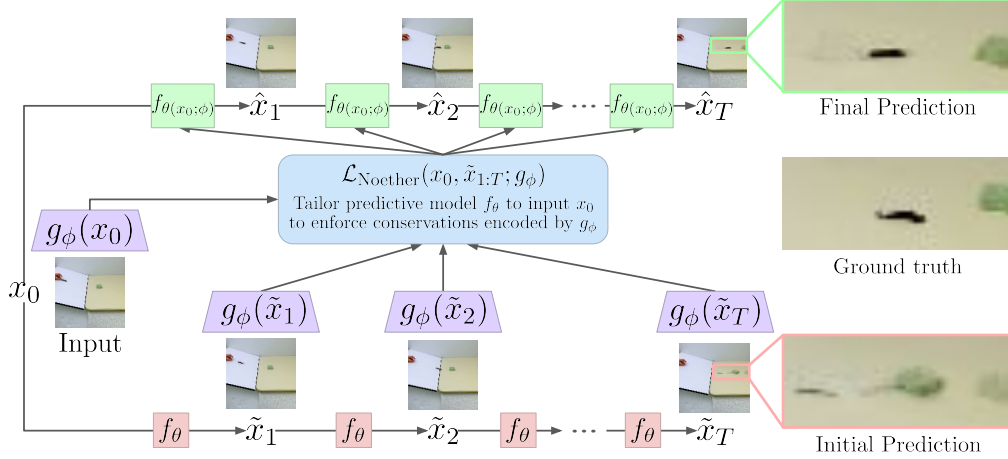 f_{θ(x_0;ϕ)} x̂_1 f_{θ(x_0;ϕ)} x̂_2 f_{θ(x_0;ϕ)} ⋯ f_{θ(x_0;ϕ)} x̂_T
Final Prediction
ℒ_{Noether}(x_0, x̃_{1:T}; g_ϕ)
Tailor predictive model f_θ to input x_0
to enforce conservations encoded by g_ϕ
g_ϕ(x_0)
x_0
Input
Ground truth
g_ϕ(x̃_1) g_ϕ(x̃_2) g_ϕ(x̃_T)
f_θ x̃_1 f_θ x̃_2 f_θ ⋯ f_θ x̃_T
Initial Prediction